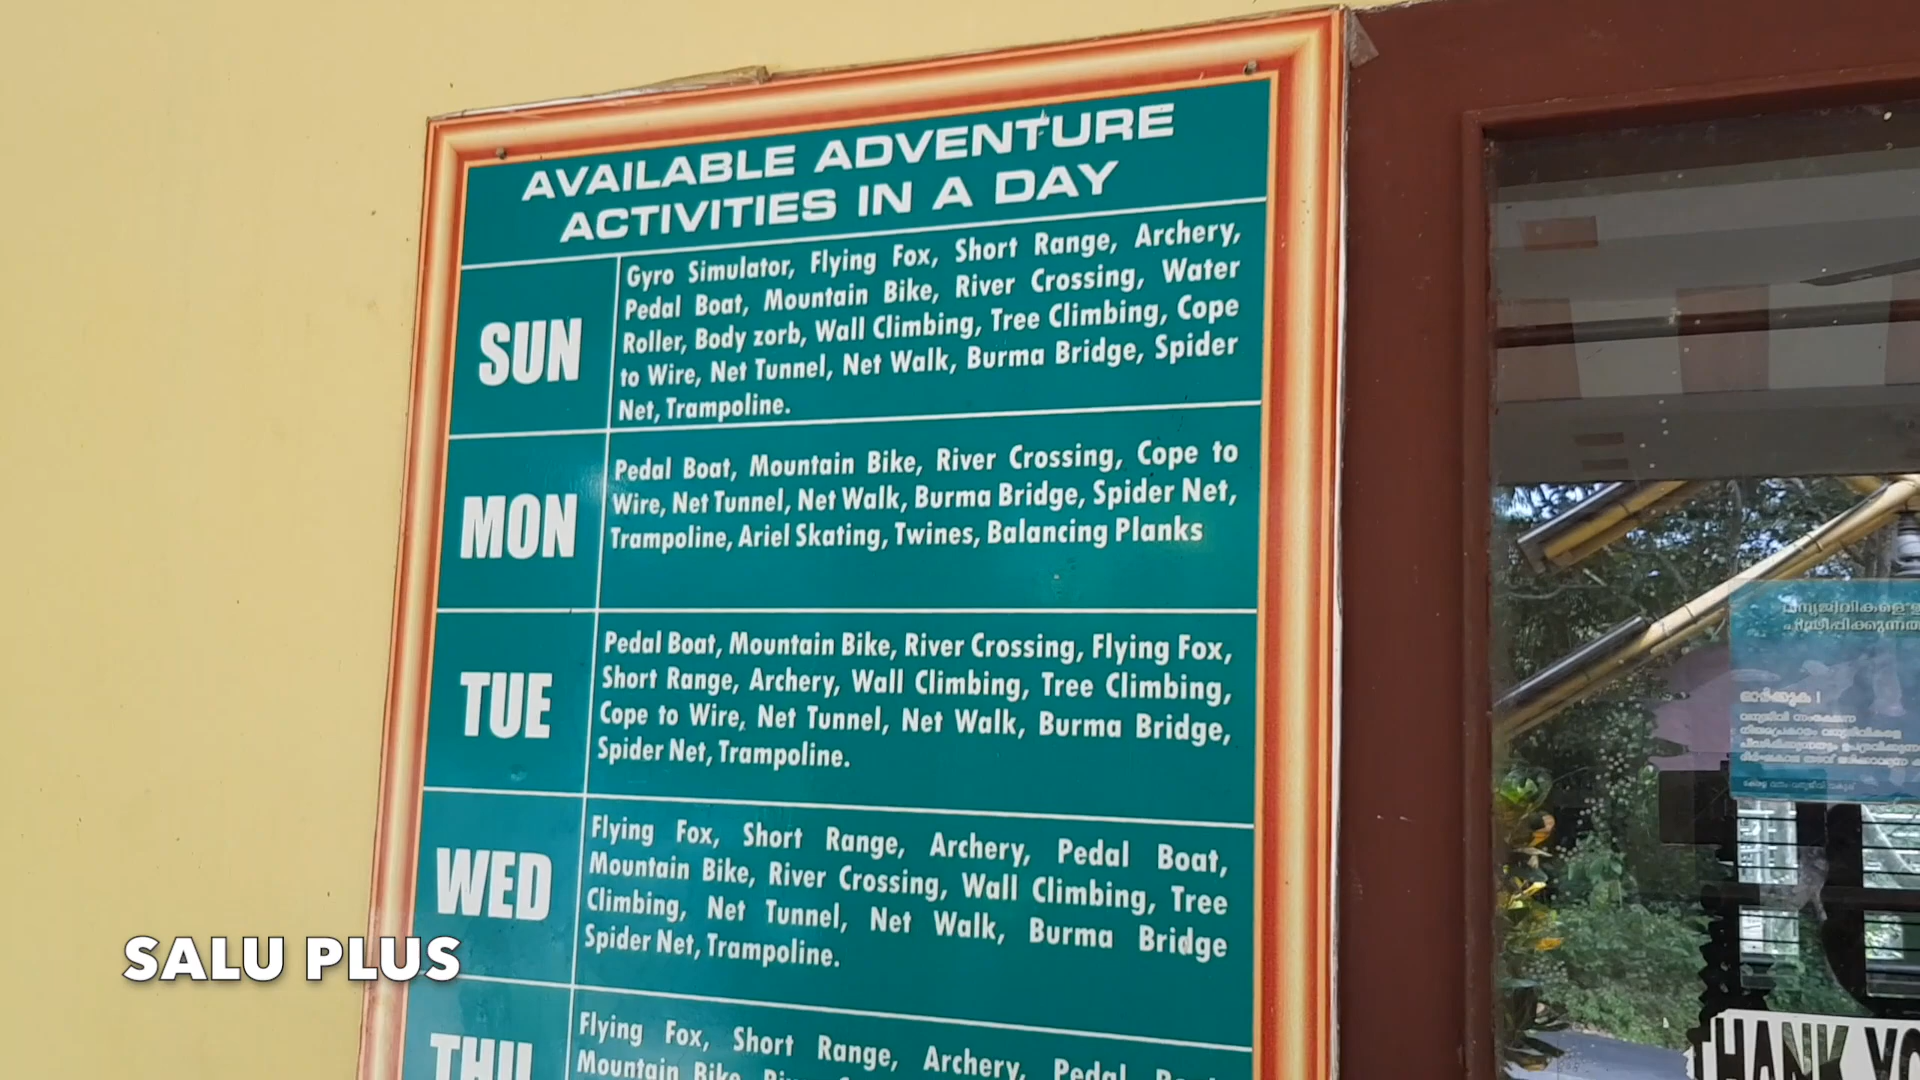 AVAILABLE ADVENTURE
ACTIVITIES IN A DAY
SUN
Gyro Simulator, Flying Fox, Short Range, Archery,
Pedal Boat, Mountain Bike, River Crossing, Water
Roller, Body zorb, Wall Climbing, Tree Climbing, Cope
to Wire, Net Tunnel, Net Walk, Burma Bridge, Spider
Net, Trampoline.
MON
Pedal Boat, Mountain Bike, River Crossing, Cope to
Wire, Net Tunnel, Net Walk, Burma Bridge, Spider Net,
Trampoline, Ariel Skating, Twines, Balancing Planks
TUE
Pedal Boat, Mountain Bike, River Crossing, Flying Fox,
Short Range, Archery, Wall Climbing, Tree Climbing,
Cope to Wire, Net Tunnel, Net Walk, Burma Bridge,
Spider Net, Trampoline.
WED
Flying Fox, Short Range, Archery, Pedal Boat,
Mountain Bike, River Crossing, Wall Climbing, Tree
Climbing, Net Tunnel, Net Walk, Burma Bridge
Spider Net, Trampoline.
THU
Flying Fox, Short Range, Archery, Pedal
Mountain Bike,
SALU PLUS
ഓർക്കുക !
THANK